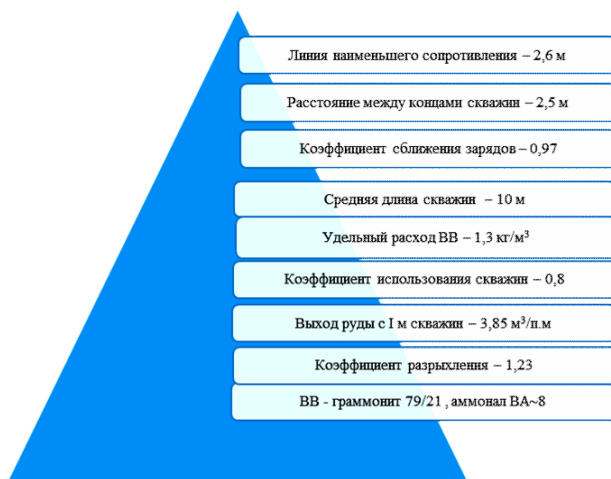 Линия наименьшего сопротивления – 2,6 м
Расстояние между концами скважин – 2,5 м
Коэффициент сближения зарядов – 0,97
Средняя длина скважин – 10 м
Удельный расход ВВ – 1,3 кг/м³
Коэффициент использования скважин – 0,8
Выход руды с I м скважин – 3,85 м³/п.м
Коэффициент разрыхления – 1,23
ВВ - граммонит 79/21 , аммонал ВА~8